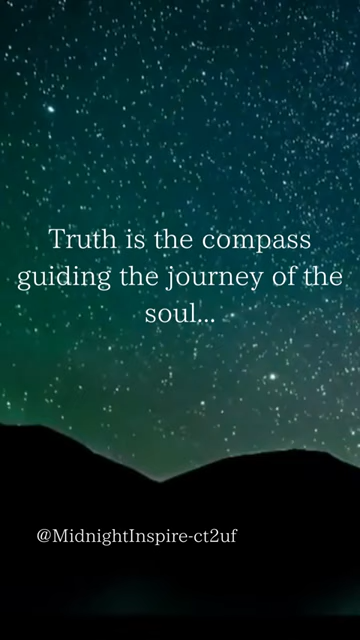 Truth is the compass
guiding the journey of the
soul...
@MidnightInspire-ct2uf